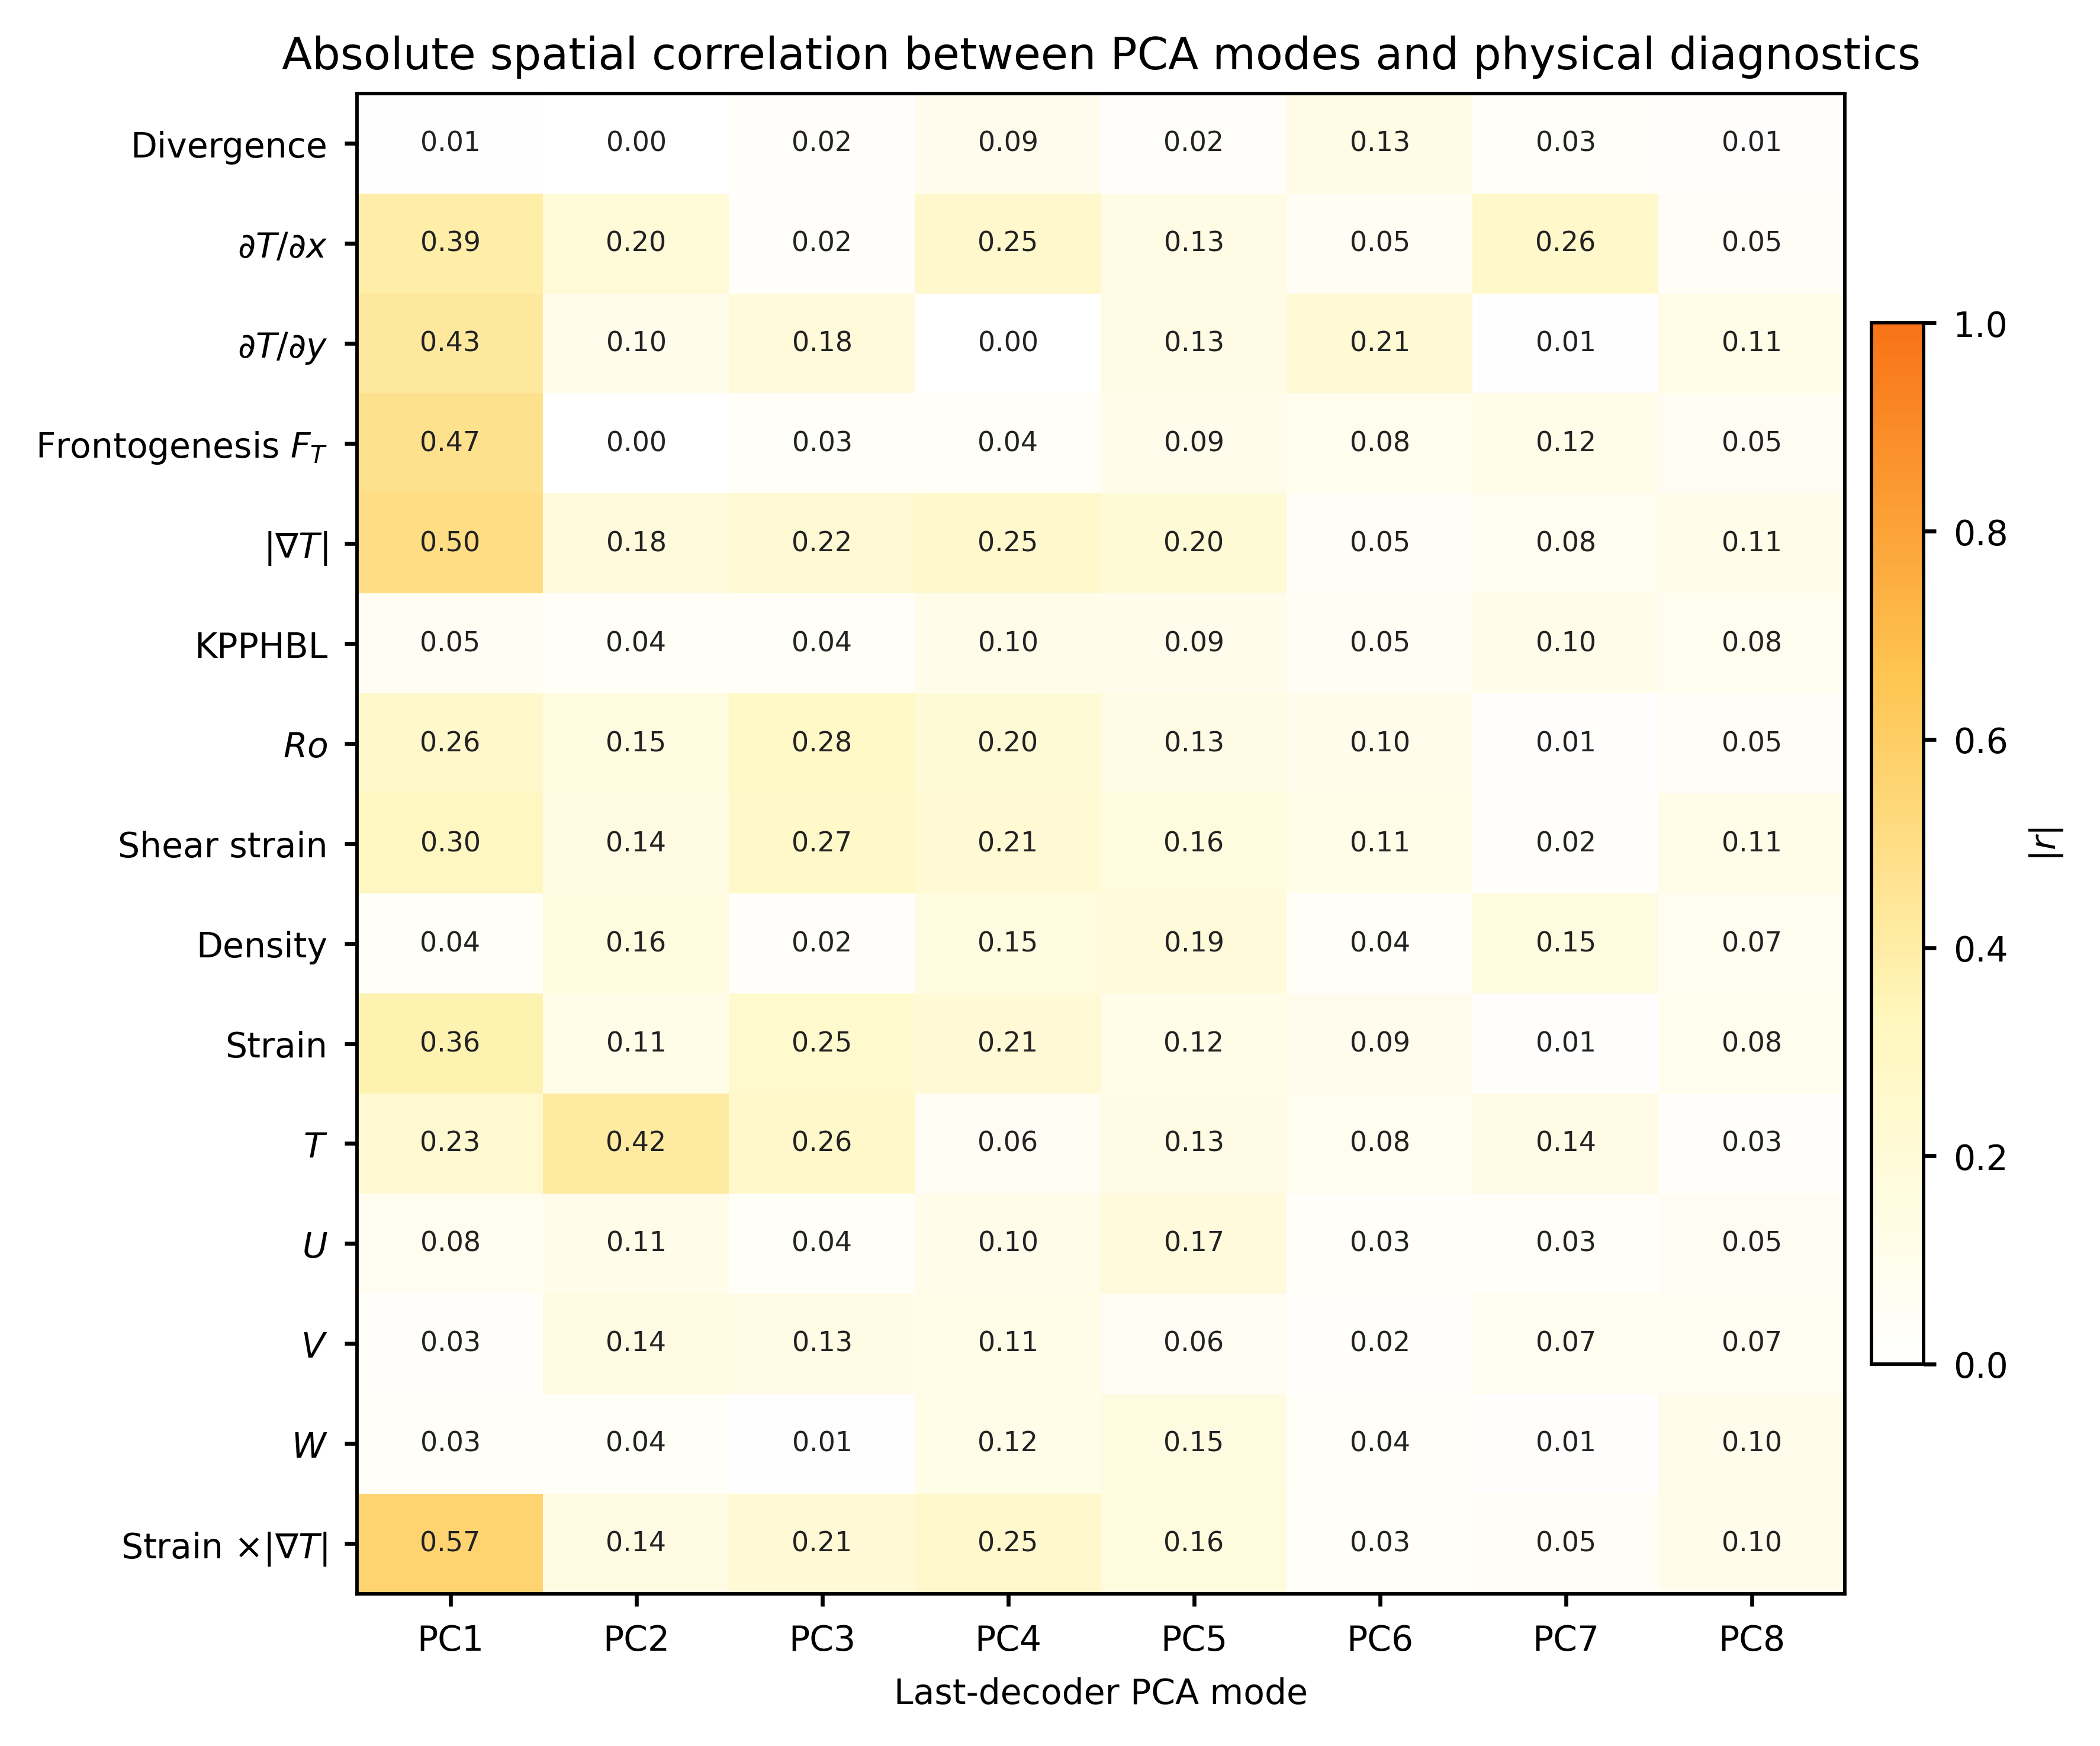 Absolute spatial correlation between PCA modes and physical diagnostics
Divergence 0.01 0.00 0.02 0.09 0.02 0.13 0.03 0.01
∂T/∂x 0.39 0.20 0.02 0.25 0.13 0.05 0.26 0.05
∂T/∂y 0.43 0.10 0.18 0.00 0.13 0.21 0.01 0.11
Frontogenesis F_T 0.47 0.00 0.03 0.04 0.09 0.08 0.12 0.05
|∇T| 0.50 0.18 0.22 0.25 0.20 0.05 0.08 0.11
KPPHBL 0.05 0.04 0.04 0.10 0.09 0.05 0.10 0.08
Ro 0.26 0.15 0.28 0.20 0.13 0.10 0.01 0.05
Shear strain 0.30 0.14 0.27 0.21 0.16 0.11 0.02 0.11
Density 0.04 0.16 0.02 0.15 0.19 0.04 0.15 0.07
Strain 0.36 0.11 0.25 0.21 0.12 0.09 0.01 0.08
T 0.23 0.42 0.26 0.06 0.13 0.08 0.14 0.03
U 0.08 0.11 0.04 0.10 0.17 0.03 0.03 0.05
V 0.03 0.14 0.13 0.11 0.06 0.02 0.07 0.07
W 0.03 0.04 0.01 0.12 0.15 0.04 0.01 0.10
Strain ×|∇T| 0.57 0.14 0.21 0.25 0.16 0.03 0.05 0.10
PC1 PC2 PC3 PC4 PC5 PC6 PC7 PC8
Last-decoder PCA mode
1.0
0.8
0.6
0.4
0.2
0.0
|r|